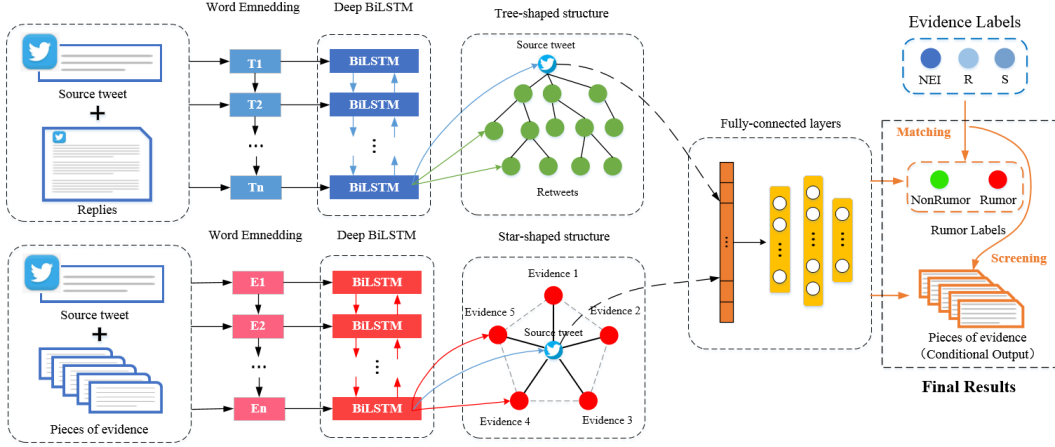 Word Emnedding
Deep BiLSTM
Tree-shaped structure
Source tweet
+
Replies
T1
T2
...
Tn
BiLSTM
BiLSTM
...
BiLSTM
Source tweet
Retweets
Word Emnedding
Deep BiLSTM
Star-shaped structure
Source tweet
+
Pieces of evidence
E1
E2
...
En
BiLSTM
BiLSTM
...
BiLSTM
Evidence 1
Evidence 5
Evidence 2
Source tweet
Evidence 4
Evidence 3
Fully-connected layers
...
...
...
...
Evidence Labels
NEI
R
S
Matching
NonRumor
Rumor
Rumor Labels
Screening
Pieces of evidence
（Conditional Output）
Final Results